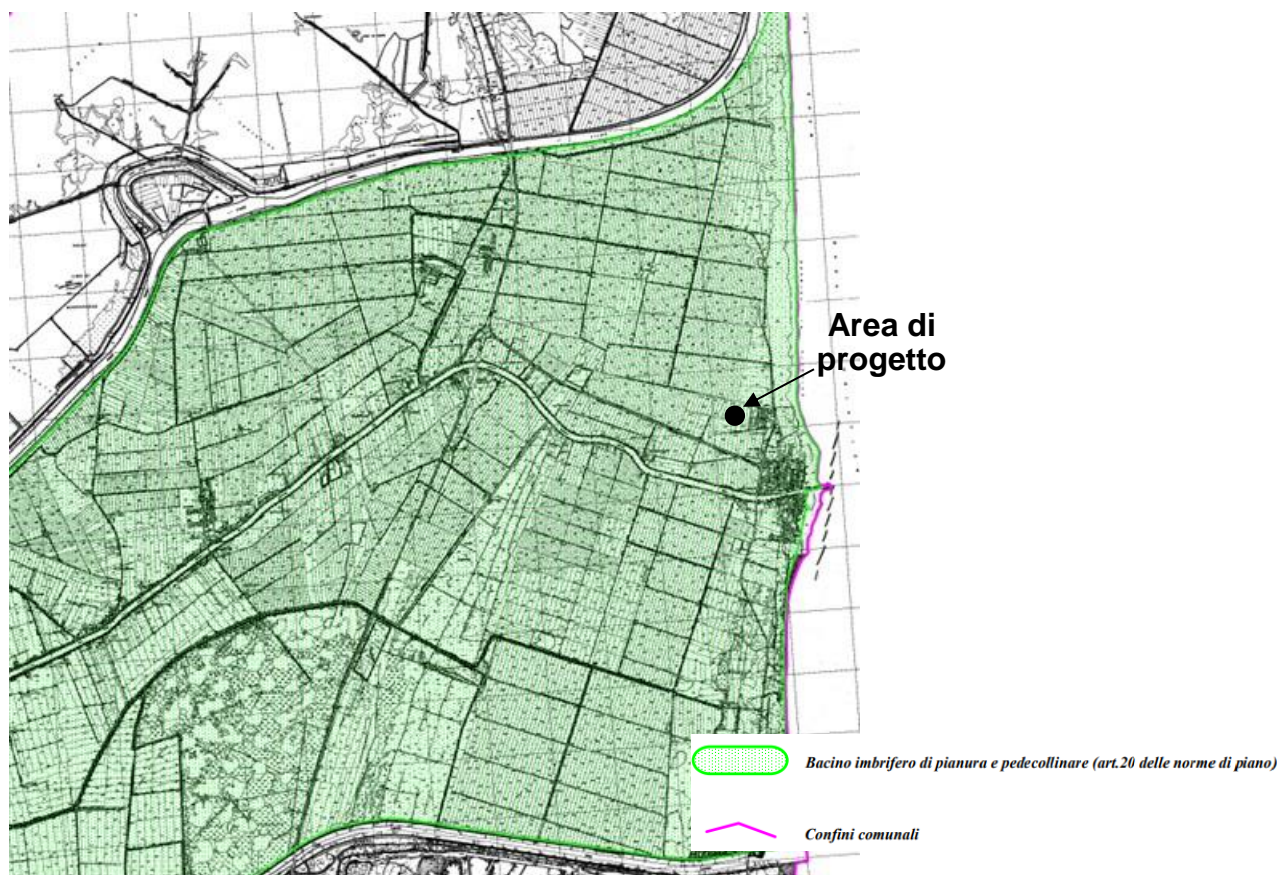 Area di
progetto
Bacino imbrifero di pianura e pedecollinare (art.20 delle norme di piano)
Confini comunali